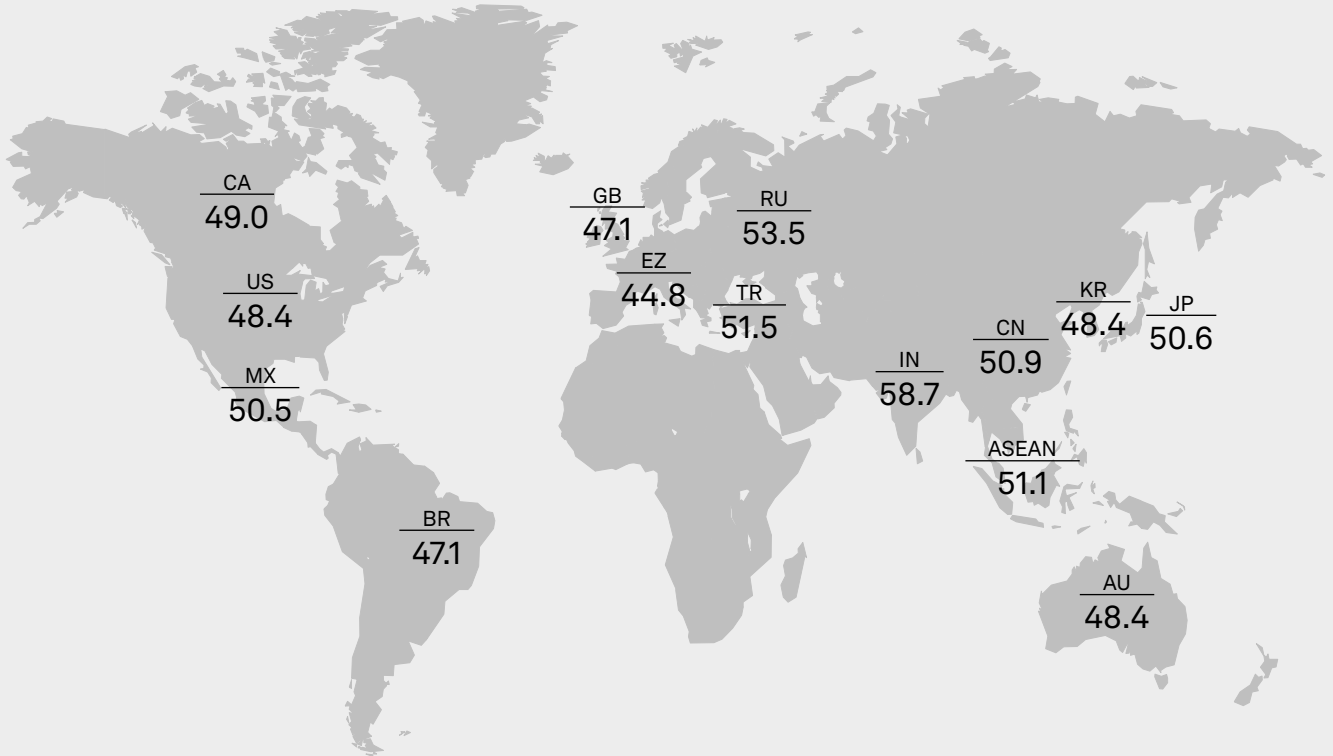 CA
49.0
GB
47.1
RU
53.5
EZ
44.8
US
48.4
TR
51.5
KR
48.4
JP
50.6
CN
50.9
IN
58.7
MX
50.5
ASEAN
51.1
BR
47.1
AU
48.4